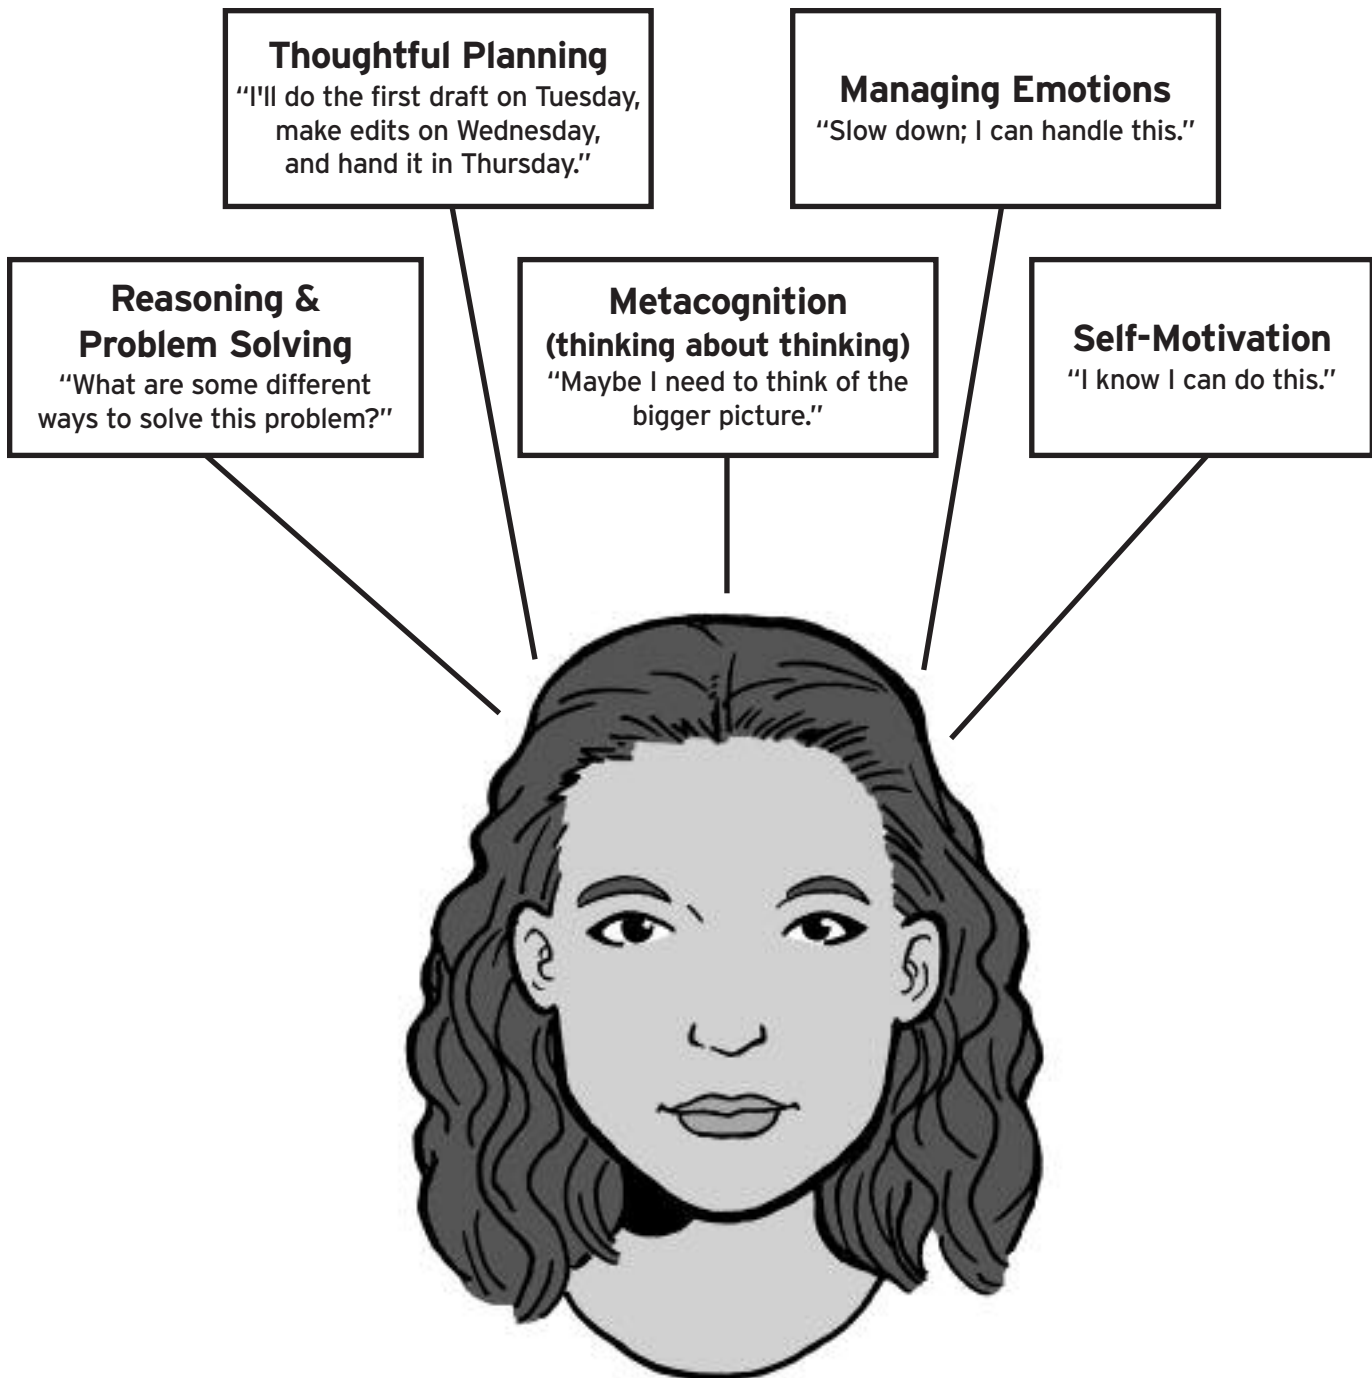 Thoughtful Planning
“I'll do the first draft on Tuesday,
make edits on Wednesday,
and hand it in Thursday.”
Managing Emotions
“Slow down; I can handle this.”
Reasoning &
Problem Solving
“What are some different
ways to solve this problem?”
Metacognition
(thinking about thinking)
“Maybe I need to think of the
bigger picture.”
Self-Motivation
“I know I can do this.”